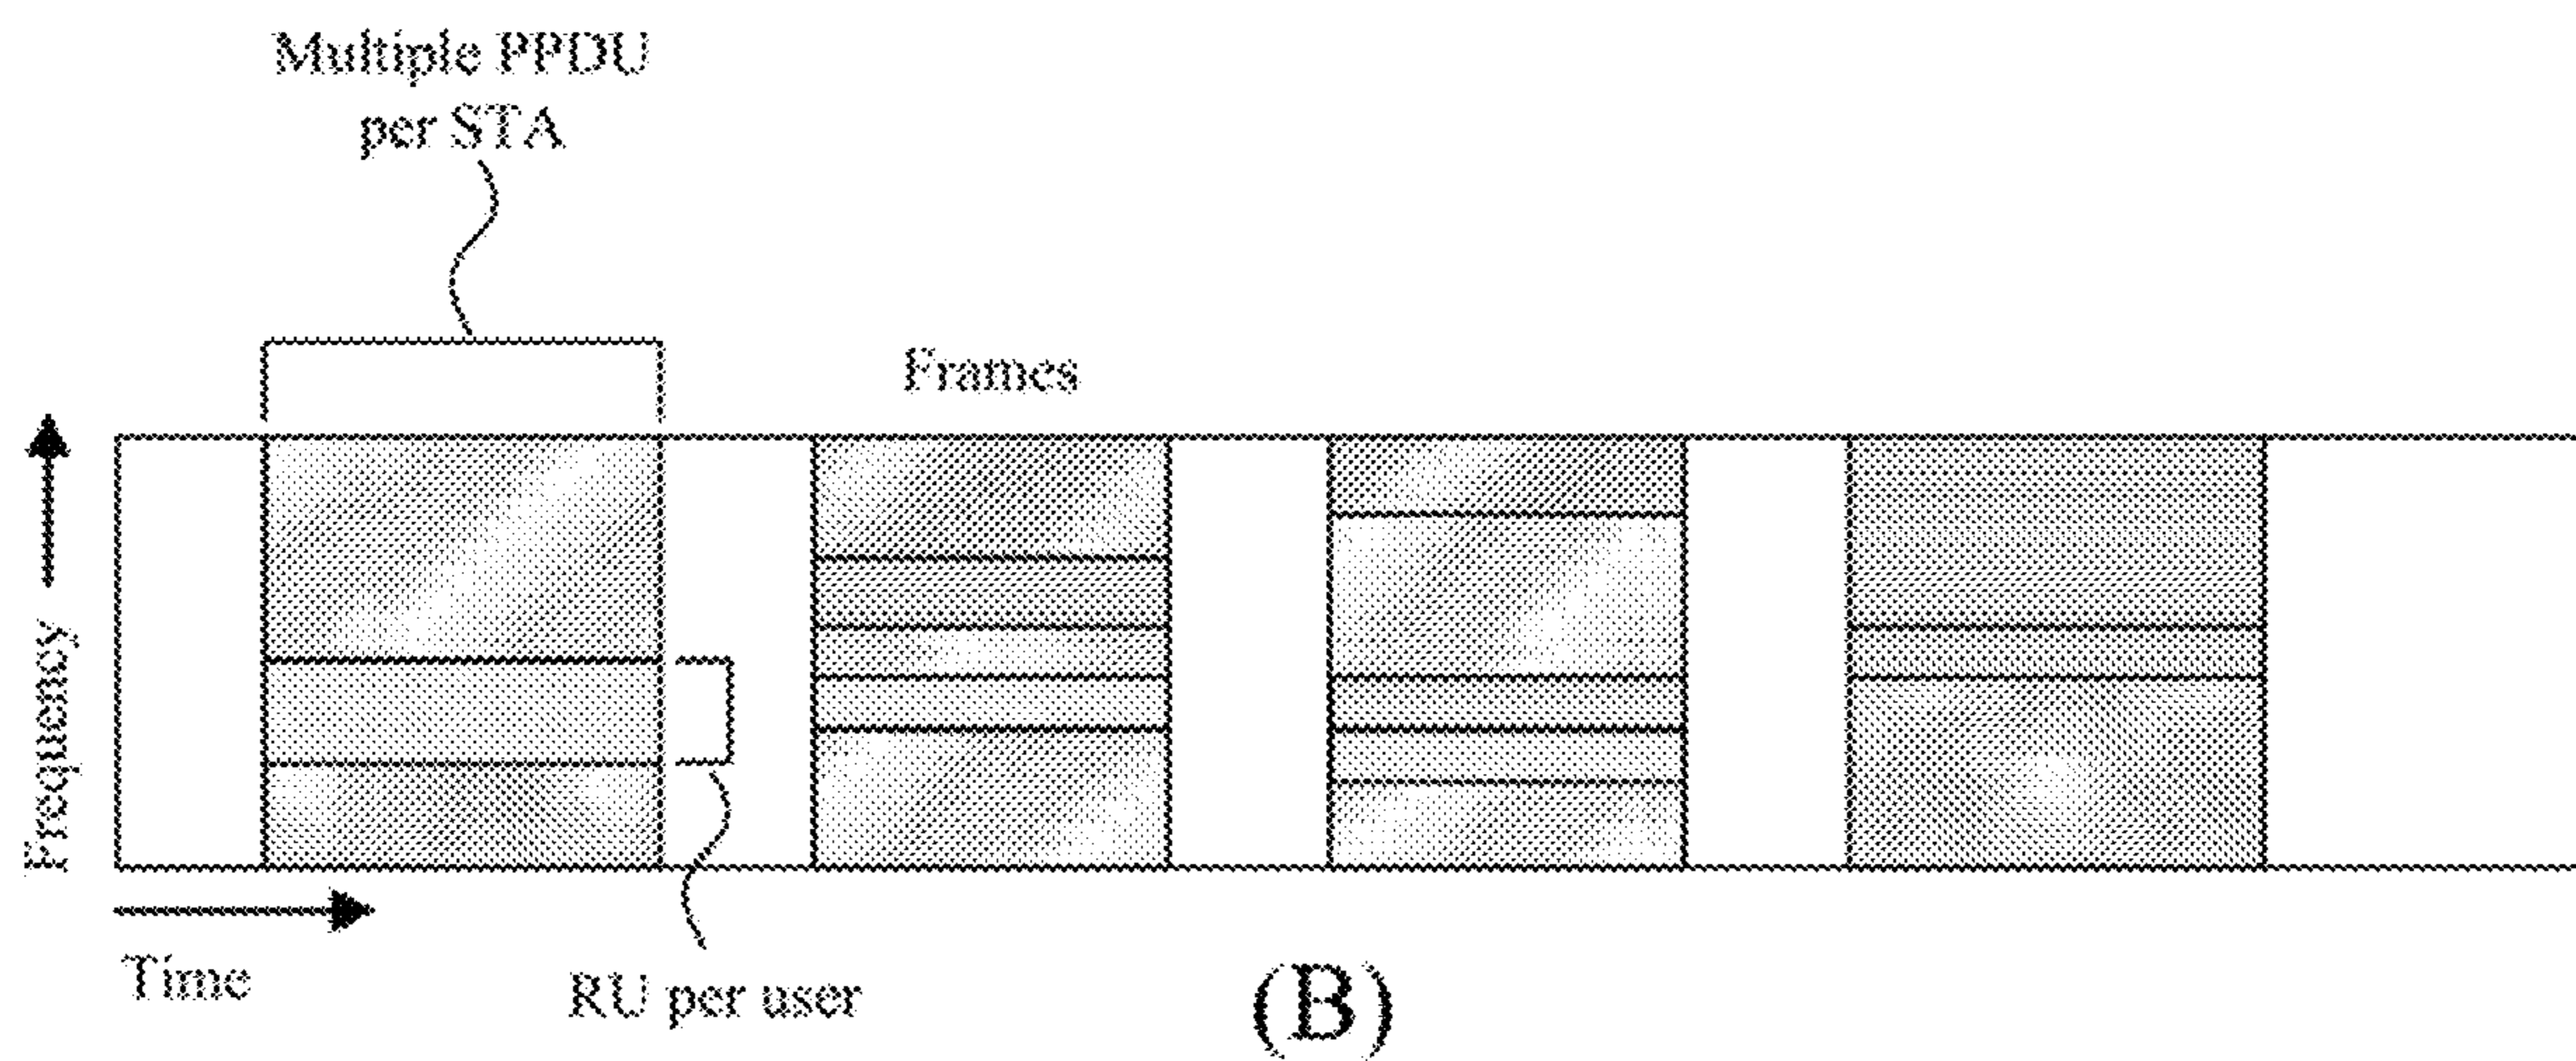 Multiple PPDU
per STA
Frames
Frequency
Time
RU per user
(B)